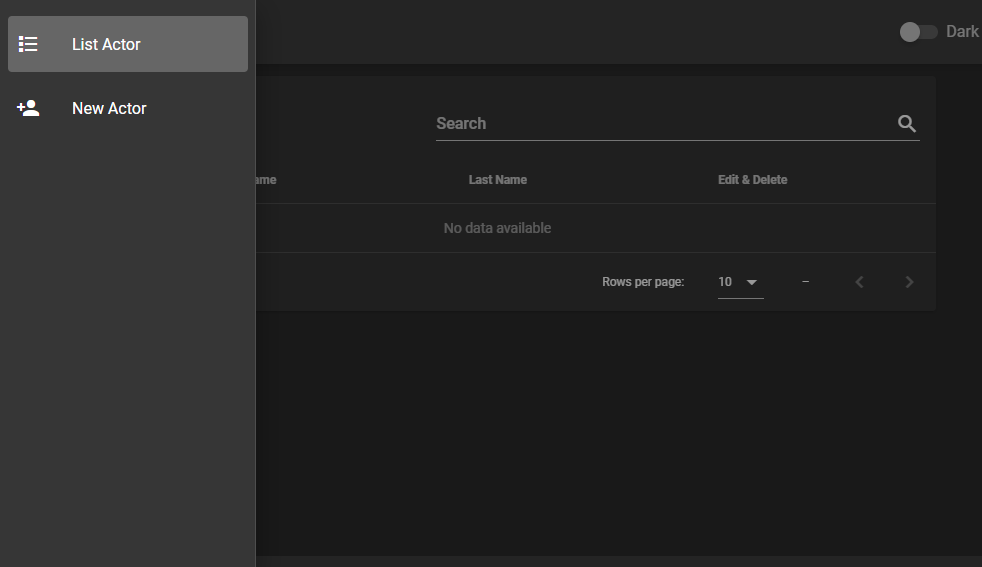 List Actor
New Actor
Dark
Search
ame Last Name Edit & Delete
No data available
Rows per page: 10 –